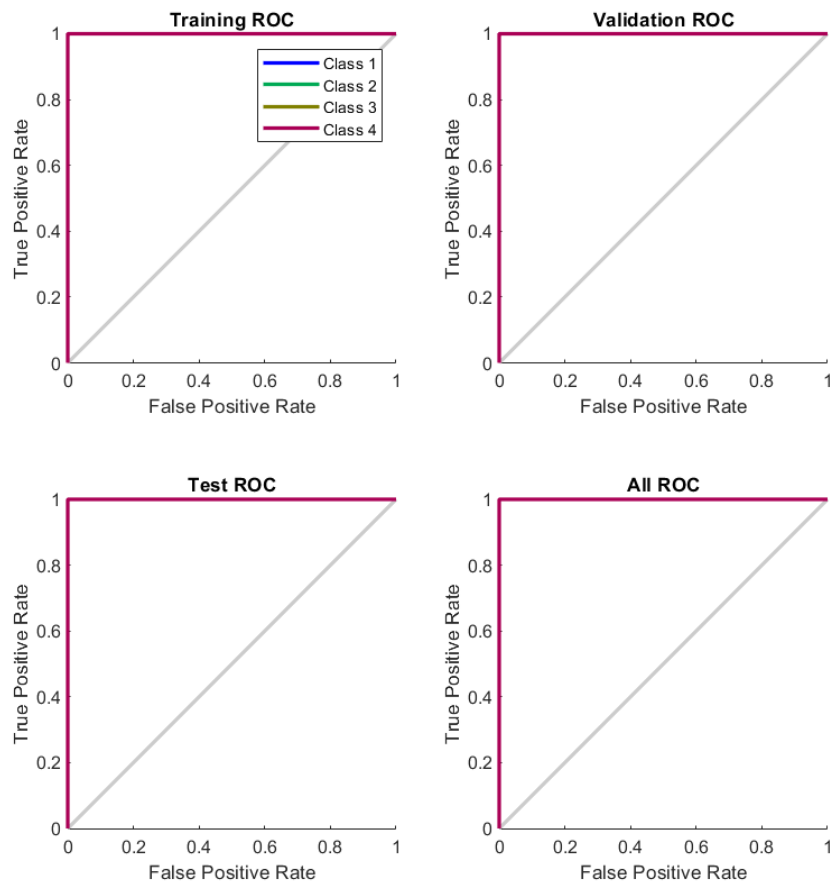 Training ROC
1
0.8
0.6
0.4
0.2
0
True Positive Rate
Class 1
Class 2
Class 3
Class 4
0 0.2 0.4 0.6 0.8 1
False Positive Rate
Validation ROC
1
0.8
0.6
0.4
0.2
0
True Positive Rate
0 0.2 0.4 0.6 0.8 1
False Positive Rate
Test ROC
1
0.8
0.6
0.4
0.2
0
True Positive Rate
0 0.2 0.4 0.6 0.8 1
False Positive Rate
All ROC
1
0.8
0.6
0.4
0.2
0
True Positive Rate
0 0.2 0.4 0.6 0.8 1
False Positive Rate